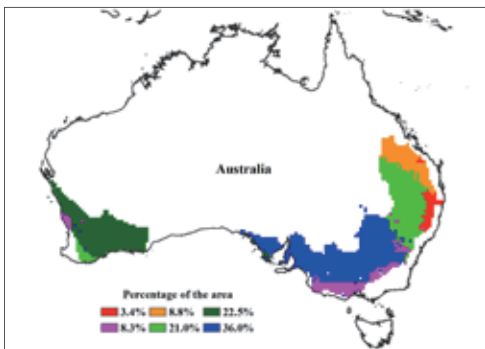 Australia
Percentage of the area
3.4% 8.8% 22.5%
8.3% 21.0% 36.0%